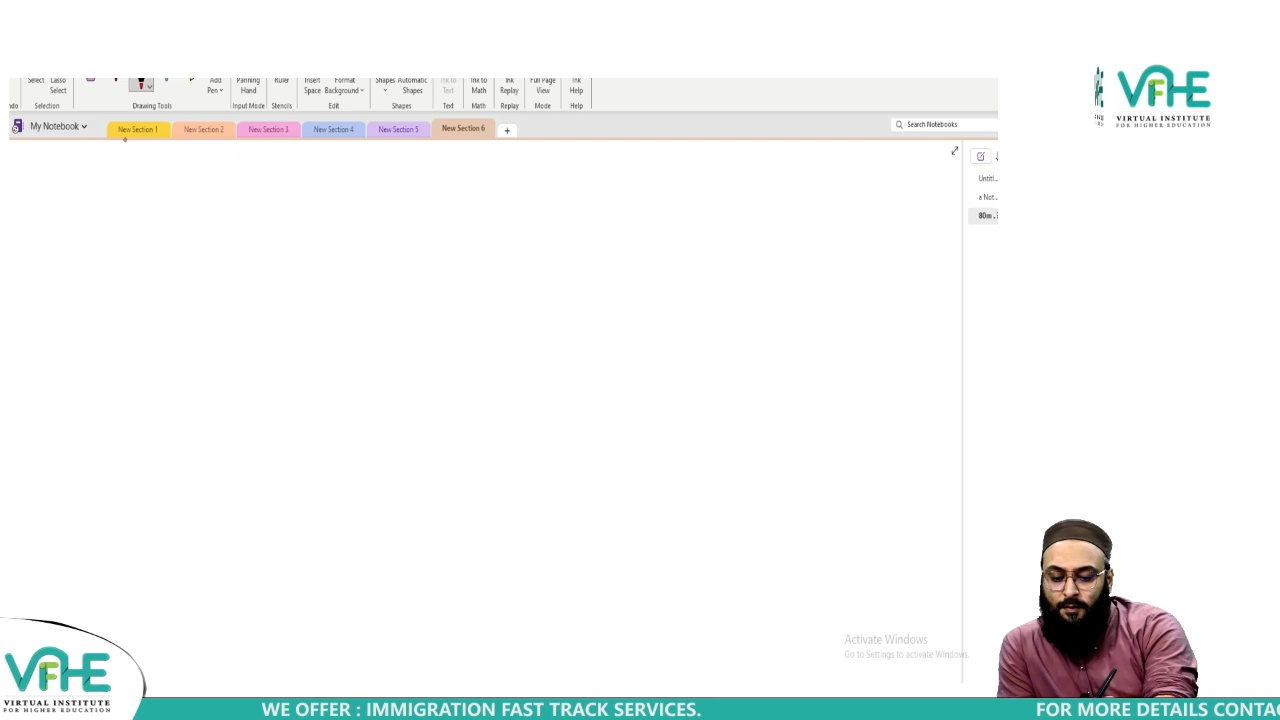 Select Lasso Select
Selection
Add Pen
Drawing Tools
Panning Hand
Input Mode
Ruler
Stencils
Insert Space Format Background
Edit
Shapes Automatic Shapes
Shapes
Ink to Text
Text
Ink to Math
Math
Ink Replay
Replay
Full Page View
Mode
Ink Help
Help
My Notebook
New Section 1
New Section 2
New Section 3
New Section 4
New Section 5
New Section 6
+
Search Notebooks
Untitl...
a Not...
80m
VFHE
VIRTUAL INSTITUTE
FOR HIGHER EDUCATION
Activate Windows
Go to Settings to activate Windows.
VFHE
VIRTUAL INSTITUTE
FOR HIGHER EDUCATION
WE OFFER : IMMIGRATION FAST TRACK SERVICES.
FOR MORE DETAILS CONTAC